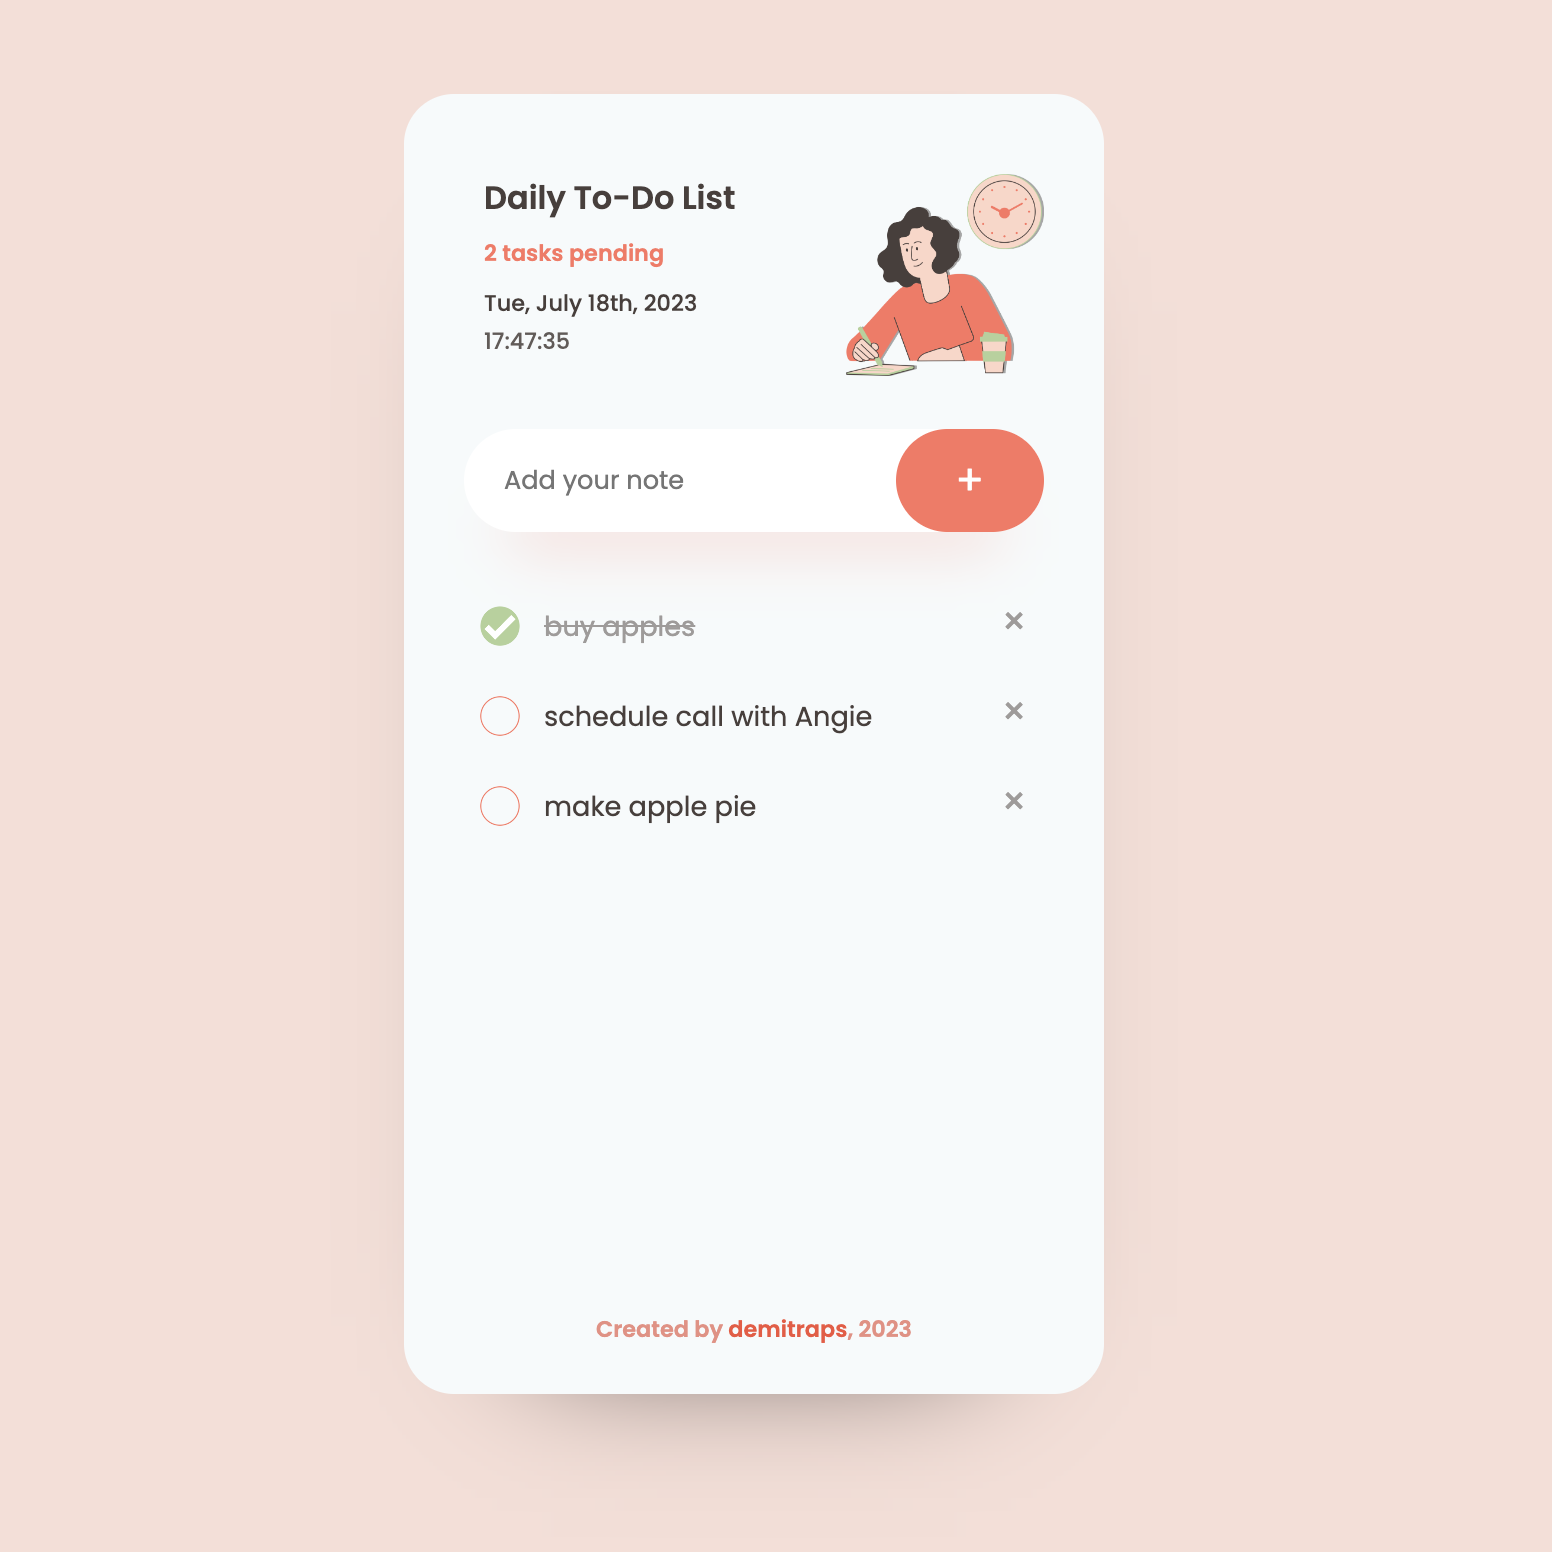 Daily To-Do List
2 tasks pending
Tue, July 18th, 2023
17:47:35
Add your note
+
buy apples
schedule call with Angie
make apple pie
Created by demitraps, 2023